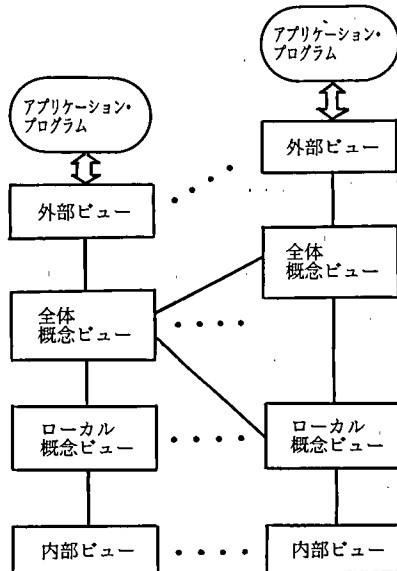 アプリケーション・
プログラム
外部ビュー
全体
概念ビュー
ローカル
概念ビュー
内部ビュー
アプリケーション・
プログラム
外部ビュー
全体
概念ビュー
ローカル
概念ビュー
内部ビュー